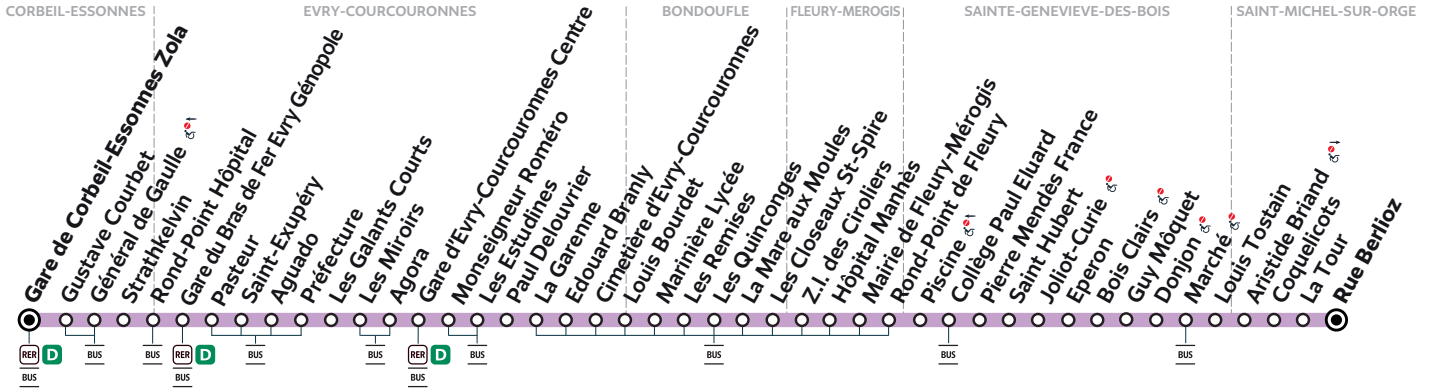 CORBEIL-ESSONNES
EVRY-COURCOURONNES
BONDOUFLE
FLEURY-MEROGIS
SAINTE-GENEVIEVE-DES-BOIS
SAINT-MICHEL-SUR-ORGE
Gare de Corbeil-Essonnes Zola
Gustave Courbet
Général de Gaulle
Strathkelvin
Rond-Point Hôpital
Gare du Bras de Fer Evry Génopole
Pasteur
Saint-Exupéry
Aguado
Préfecture
Les Galants Courts
Les Miroirs
Agora
Gare d'Evry-Courcouronnes Centre
Monseigneur Roméro
Les Estudines
Paul Delouvrier
La Garenne
Edouard Branly
Cimetière d'Evry-Courcouronnes
Louis Bourdet
Marinière Lycée
Les Remises
Les Quinconges
La Mare aux Moules
Les Closeaux St-Spire
Z.I. des Ciroliers
Hôpital Manhès
Mairie de Fleury-Mérogis
Rond-Point de Fleury
Piscine
Collège Paul Eluard
Pierre Mendès France
Saint Hubert
Joliot-Curie
Eperon
Bois Clairs
Guy Môquet
Donjon
Marché
Louis Tostain
Aristide Briand
Coquelicots
La Tour
Rue Berlioz
RER D
BUS
BUS
BUS
RER D
BUS
BUS
BUS
RER D
BUS
BUS
BUS
BUS
BUS